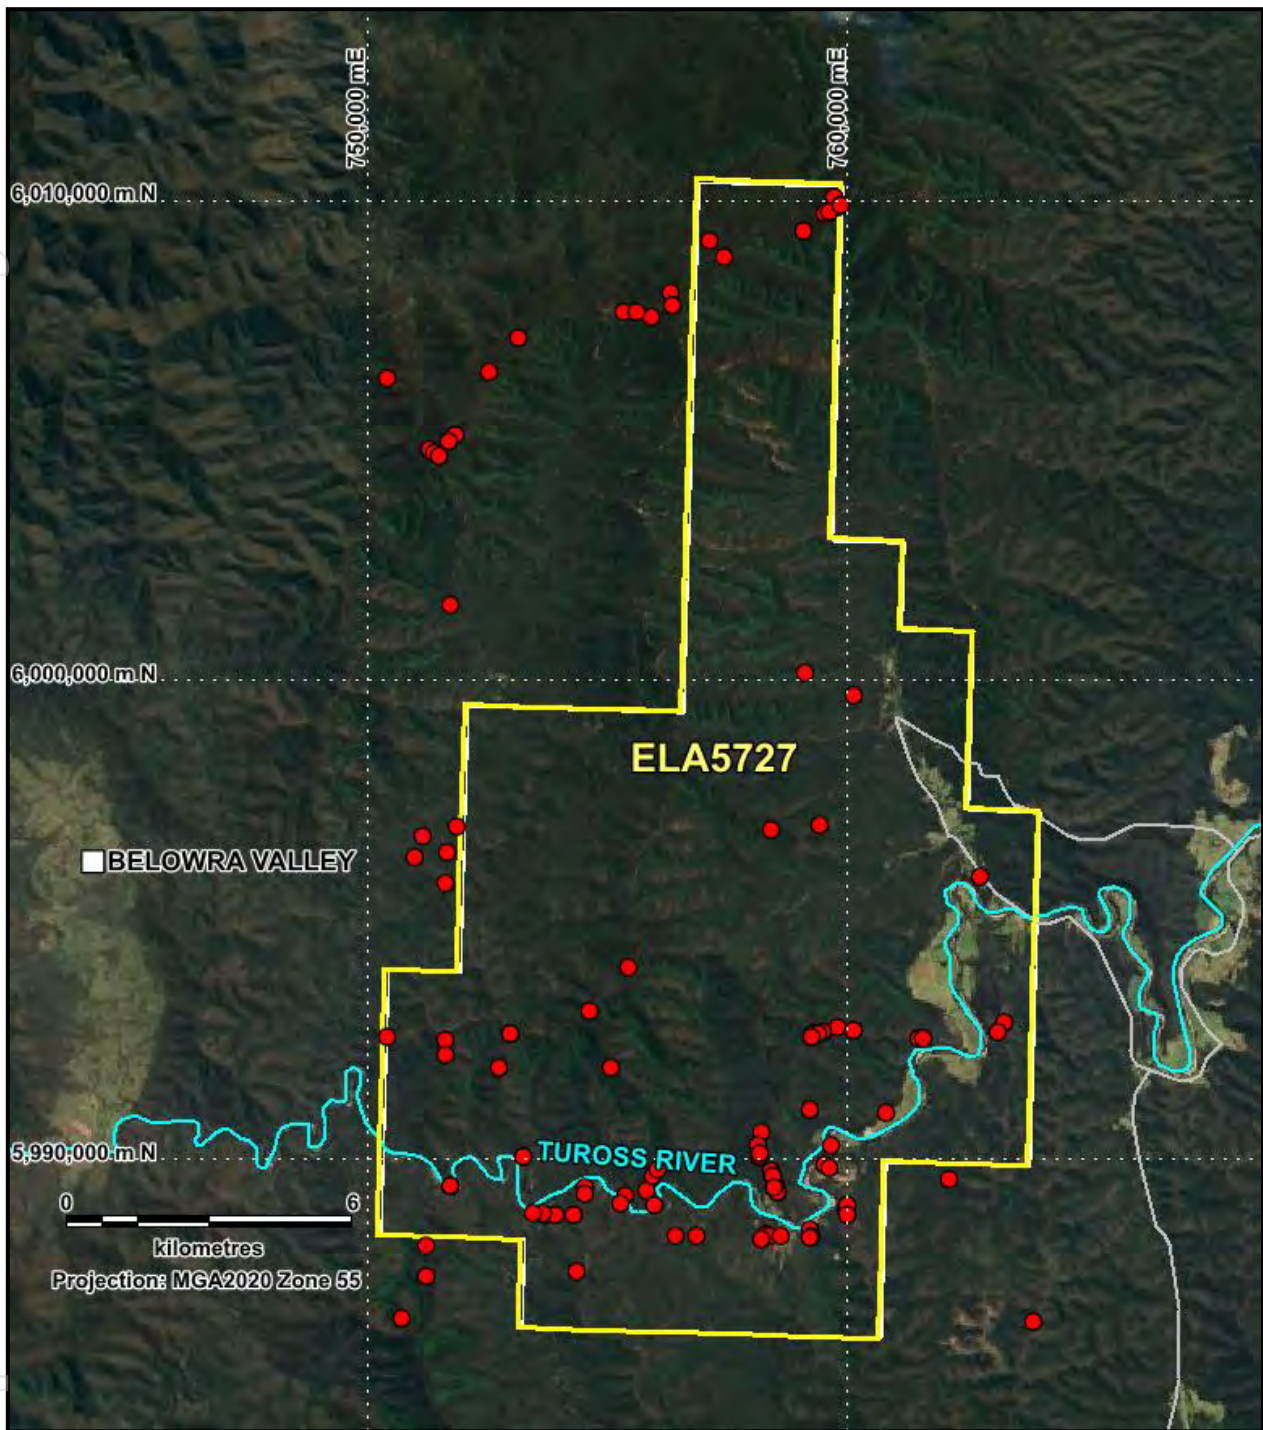 750,000 mE
760,000 mE
6,010,000 m N
6,000,000 m N
ELA5727
BELOWRA VALLEY
TUROSS RIVER
5,990,000 m N
0 6
kilometres
Projection: MGA2020 Zone 55